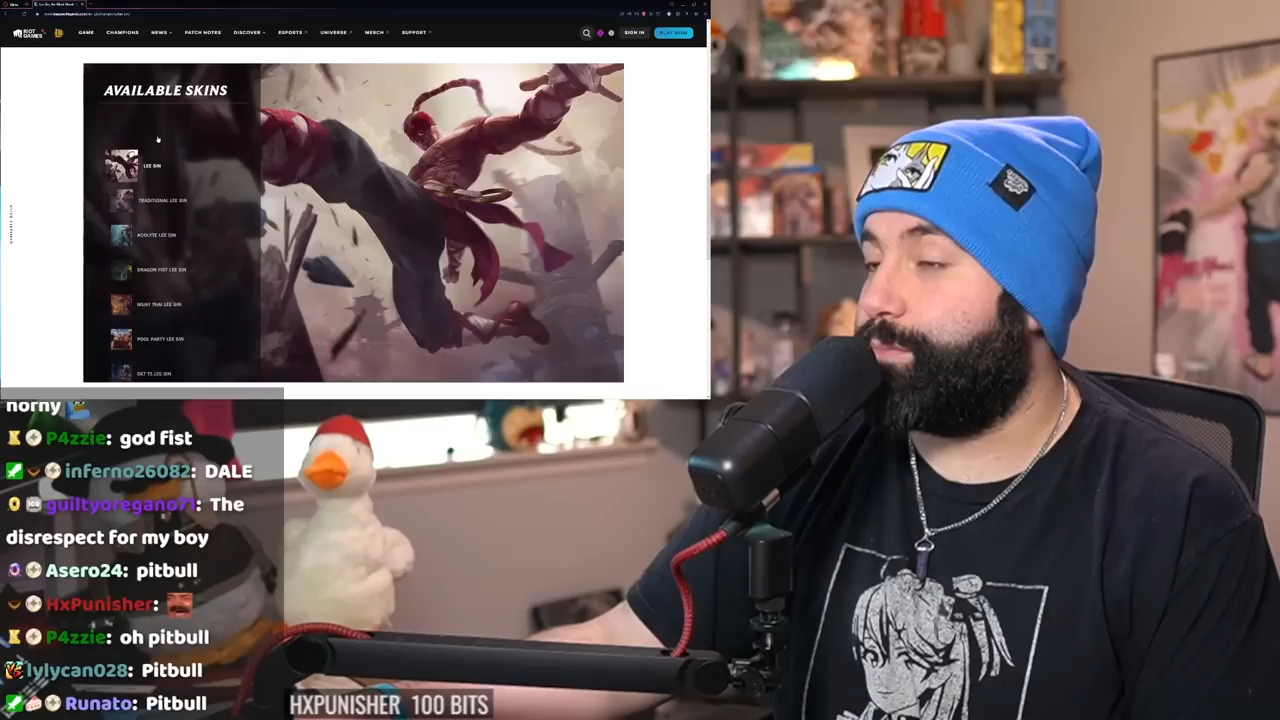 RIOT GAMES
GAME
CHAMPIONS
NEWS
PATCH NOTES
DISCOVER
ESPORTS
UNIVERSE
MERCH
SUPPORT
SIGN IN
PLAY NOW
AVAILABLE SKINS
LEE SIN
TRADITIONAL LEE SIN
ACOLYTE LEE SIN
DRAGON FIST LEE SIN
MUAY THAI LEE SIN
POOL PARTY LEE SIN
SKT T1 LEE SIN
norny
P4zzie: god fist
inferno26082: DALE
guiltyoregano71: The
disrespect for my boy
Asero24: pitbull
HxPunisher:
P4zzie: oh pitbull
lylycan028: Pitbull
Runato: Pitbull
HXPUNISHER 100 BITS